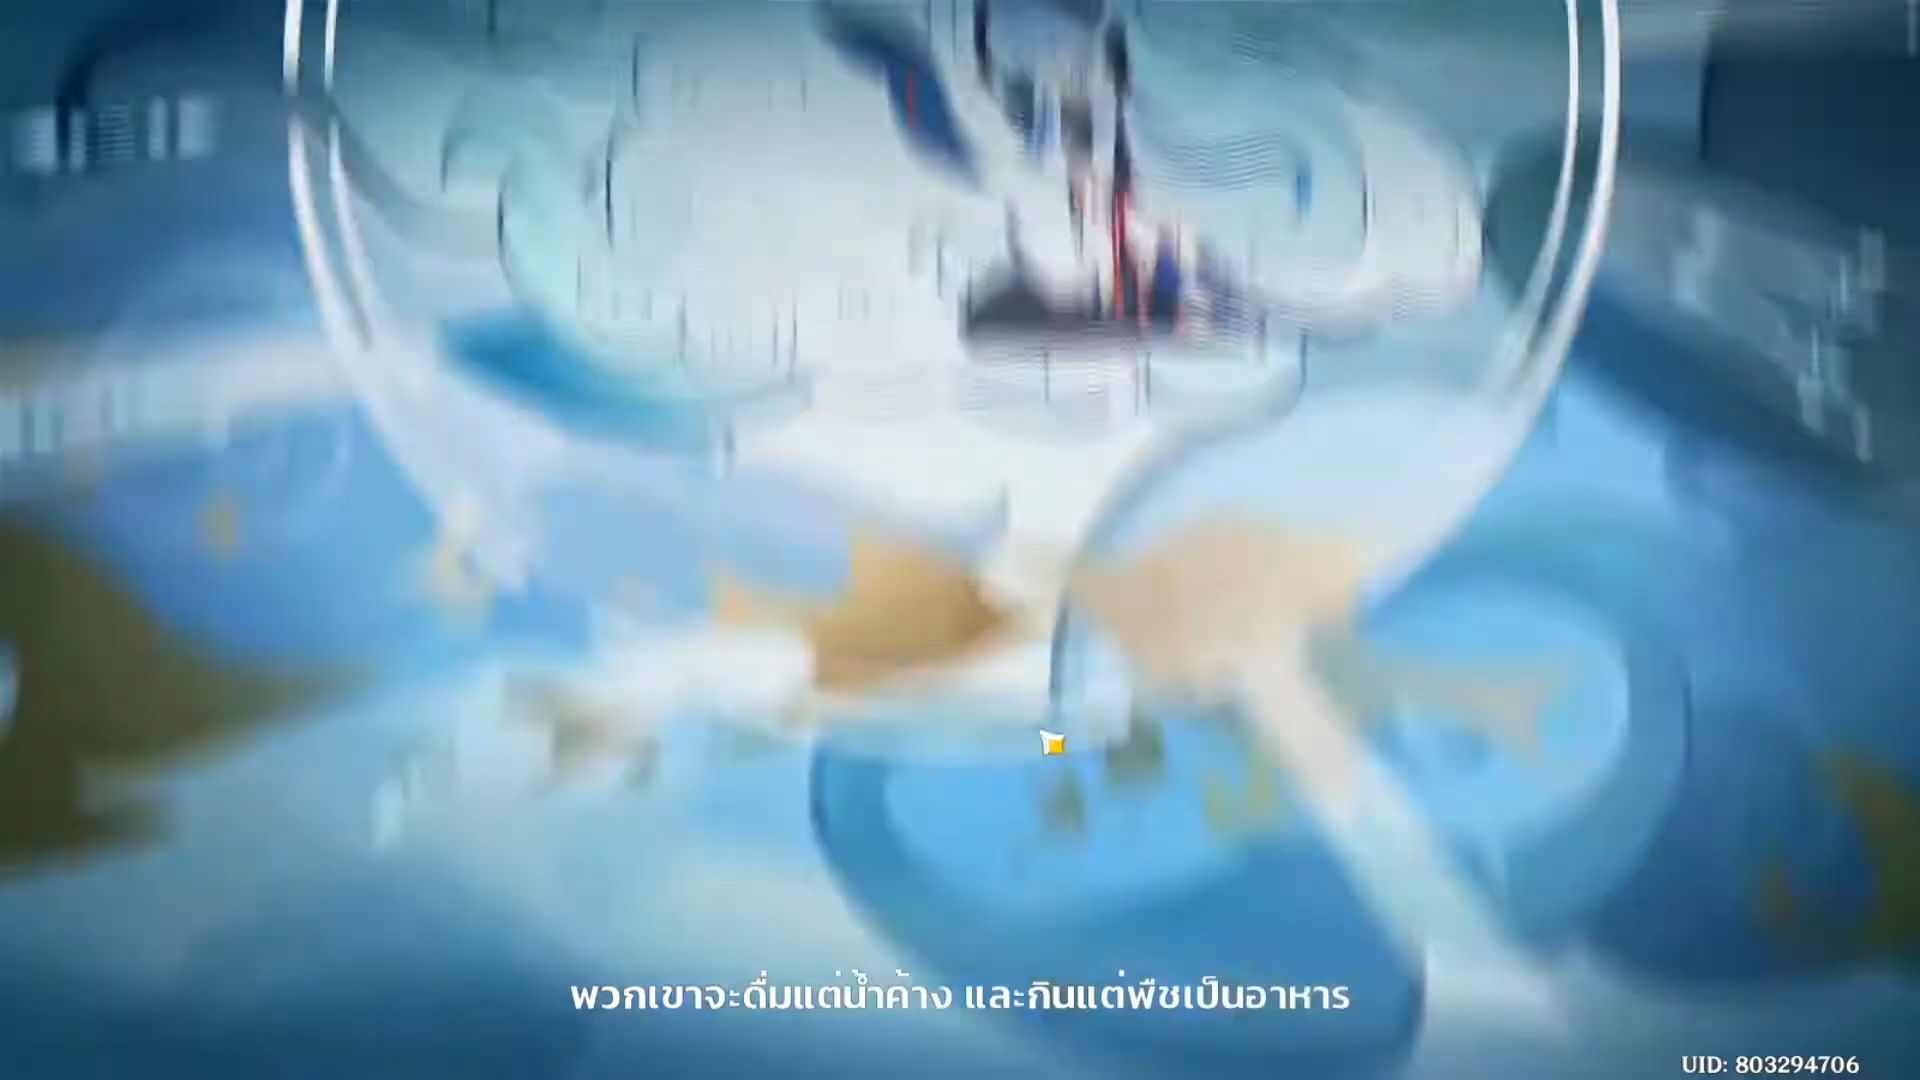 พวกเขาจะดื่มแต่น้ำค้าง และกินแต่พืชเป็นอาหาร
UID: 803294706